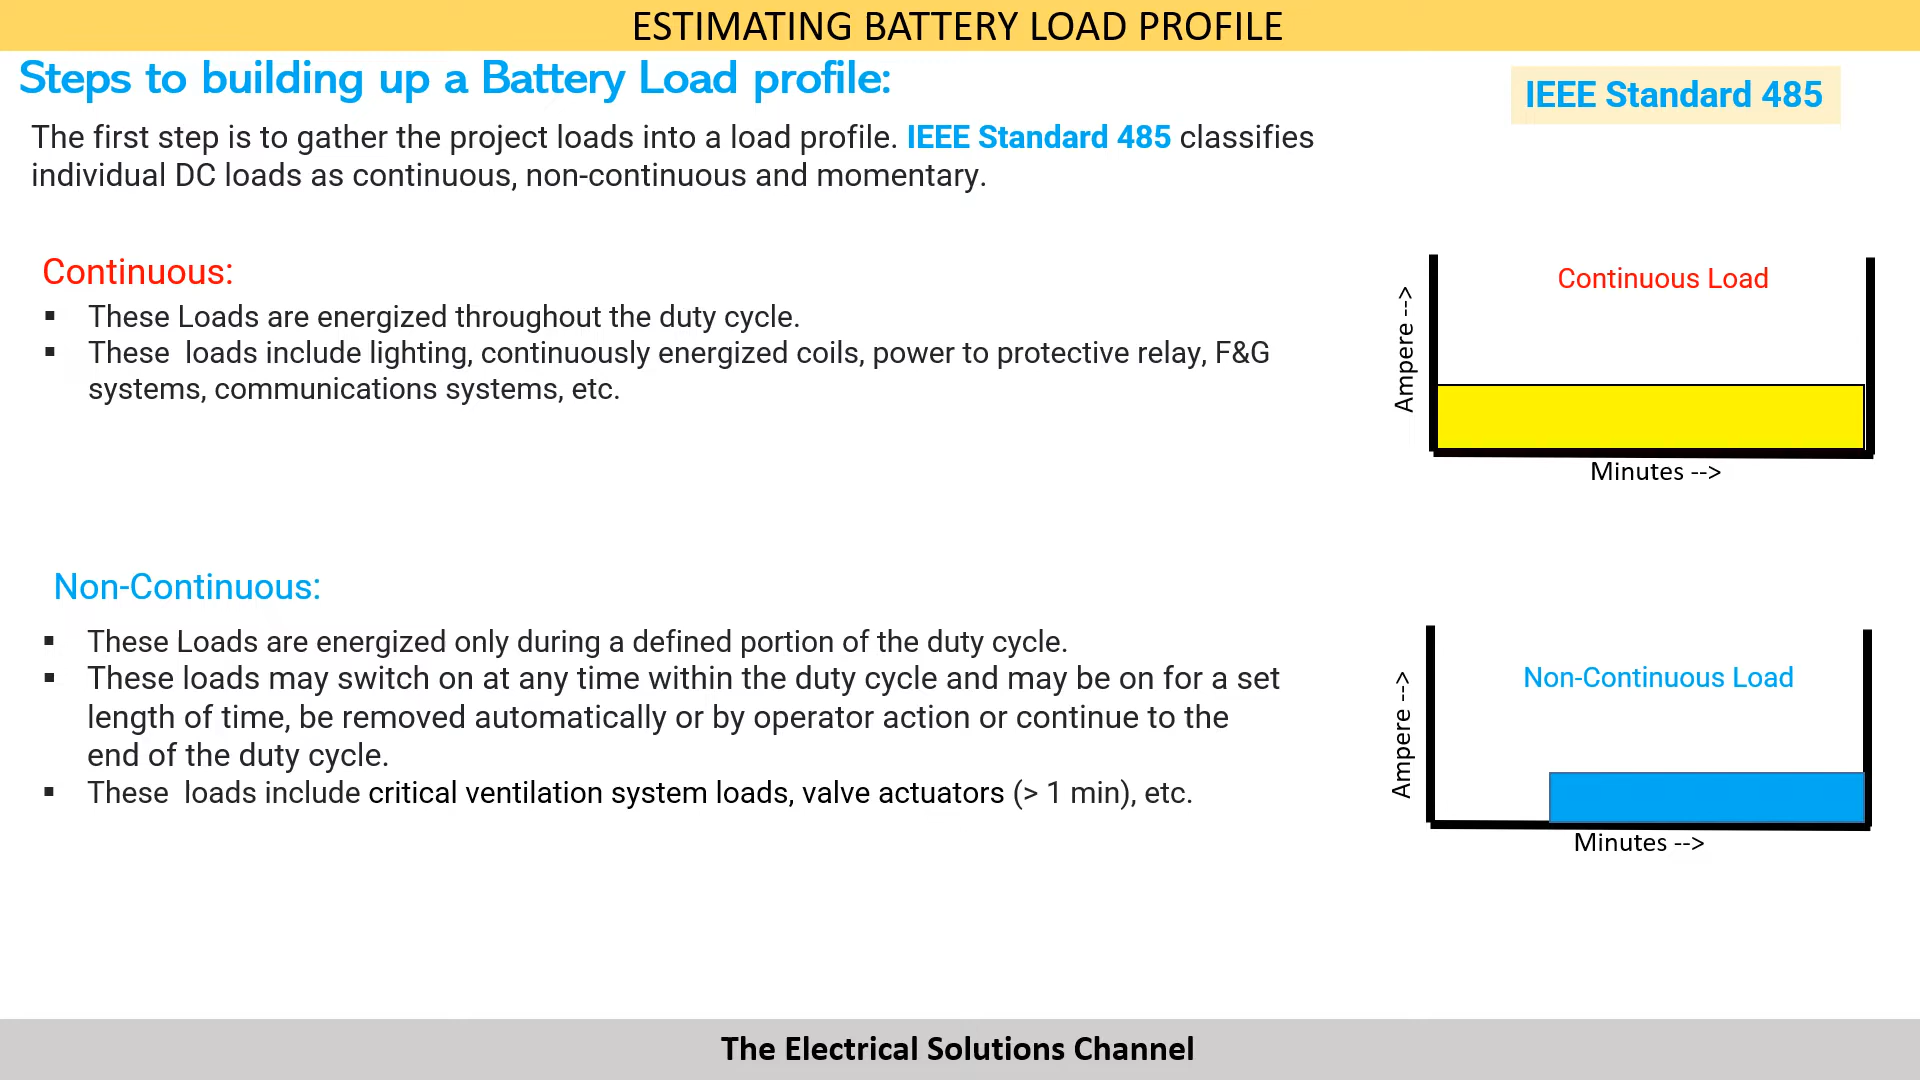 ESTIMATING BATTERY LOAD PROFILE
Steps to building up a Battery Load profile:
IEEE Standard 485
The first step is to gather the project loads into a load profile. IEEE Standard 485 classifies
individual DC loads as continuous, non-continuous and momentary.
Continuous:
▪ These Loads are energized throughout the duty cycle.
▪ These loads include lighting, continuously energized coils, power to protective relay, F&G
systems, communications systems, etc.
Continuous Load
Ampere -->
Minutes -->
Non-Continuous:
▪ These Loads are energized only during a defined portion of the duty cycle.
▪ These loads may switch on at any time within the duty cycle and may be on for a set
length of time, be removed automatically or by operator action or continue to the
end of the duty cycle.
▪ These loads include critical ventilation system loads, valve actuators (> 1 min), etc.
Non-Continuous Load
Ampere -->
Minutes -->
The Electrical Solutions Channel